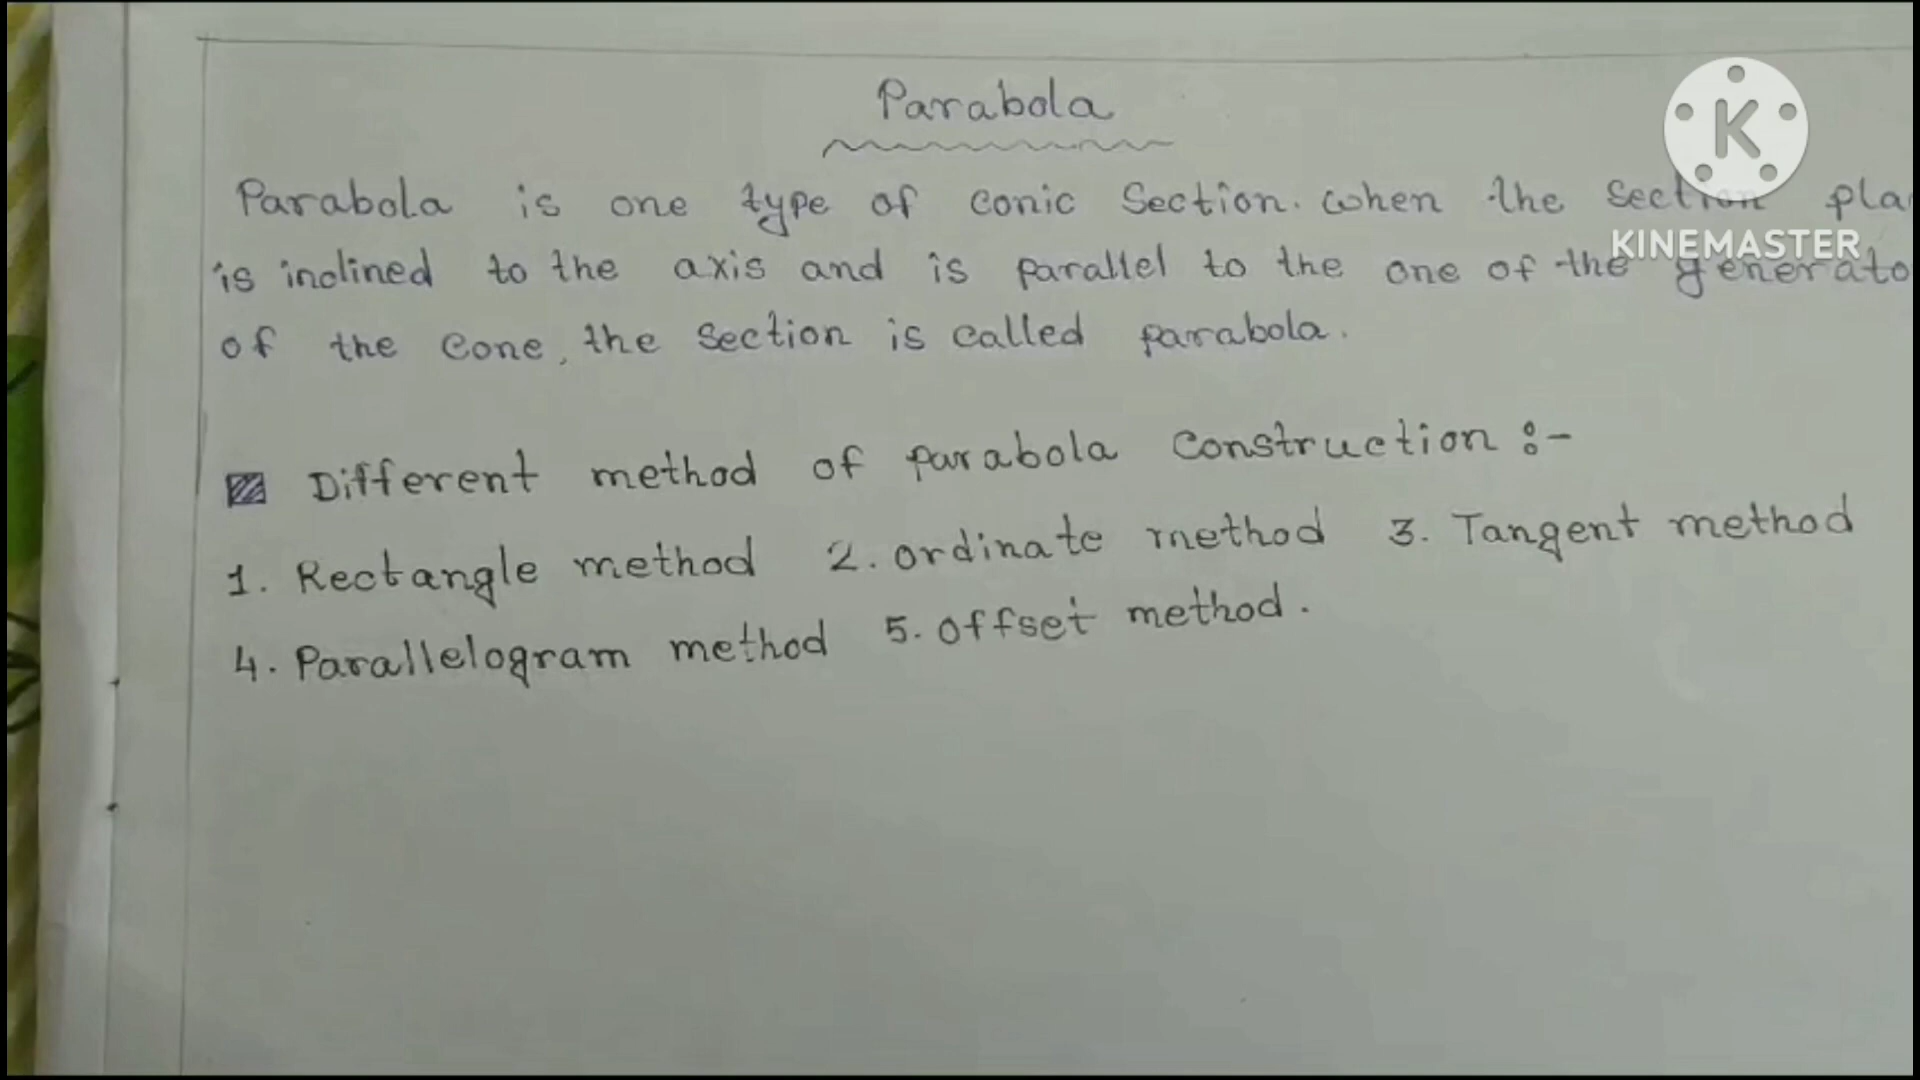 Parabola
Parabola is one type of conic Section. when the section pla
is inclined to the axis and is parallel to the one of the generato
of the cone, the section is called parabola.
Different method of parabola construction :-
1. Rectangle method 2. ordinate method 3. Tangent method
4. Parallelogram method 5. offset method.
K
KINEMASTER